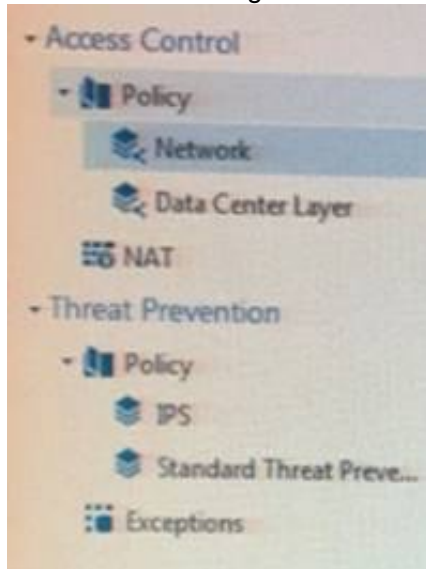 Access Control
Policy
Network
Data Center Layer
NAT
Threat Prevention
Policy
IPS
Standard Threat Preve...
Exceptions